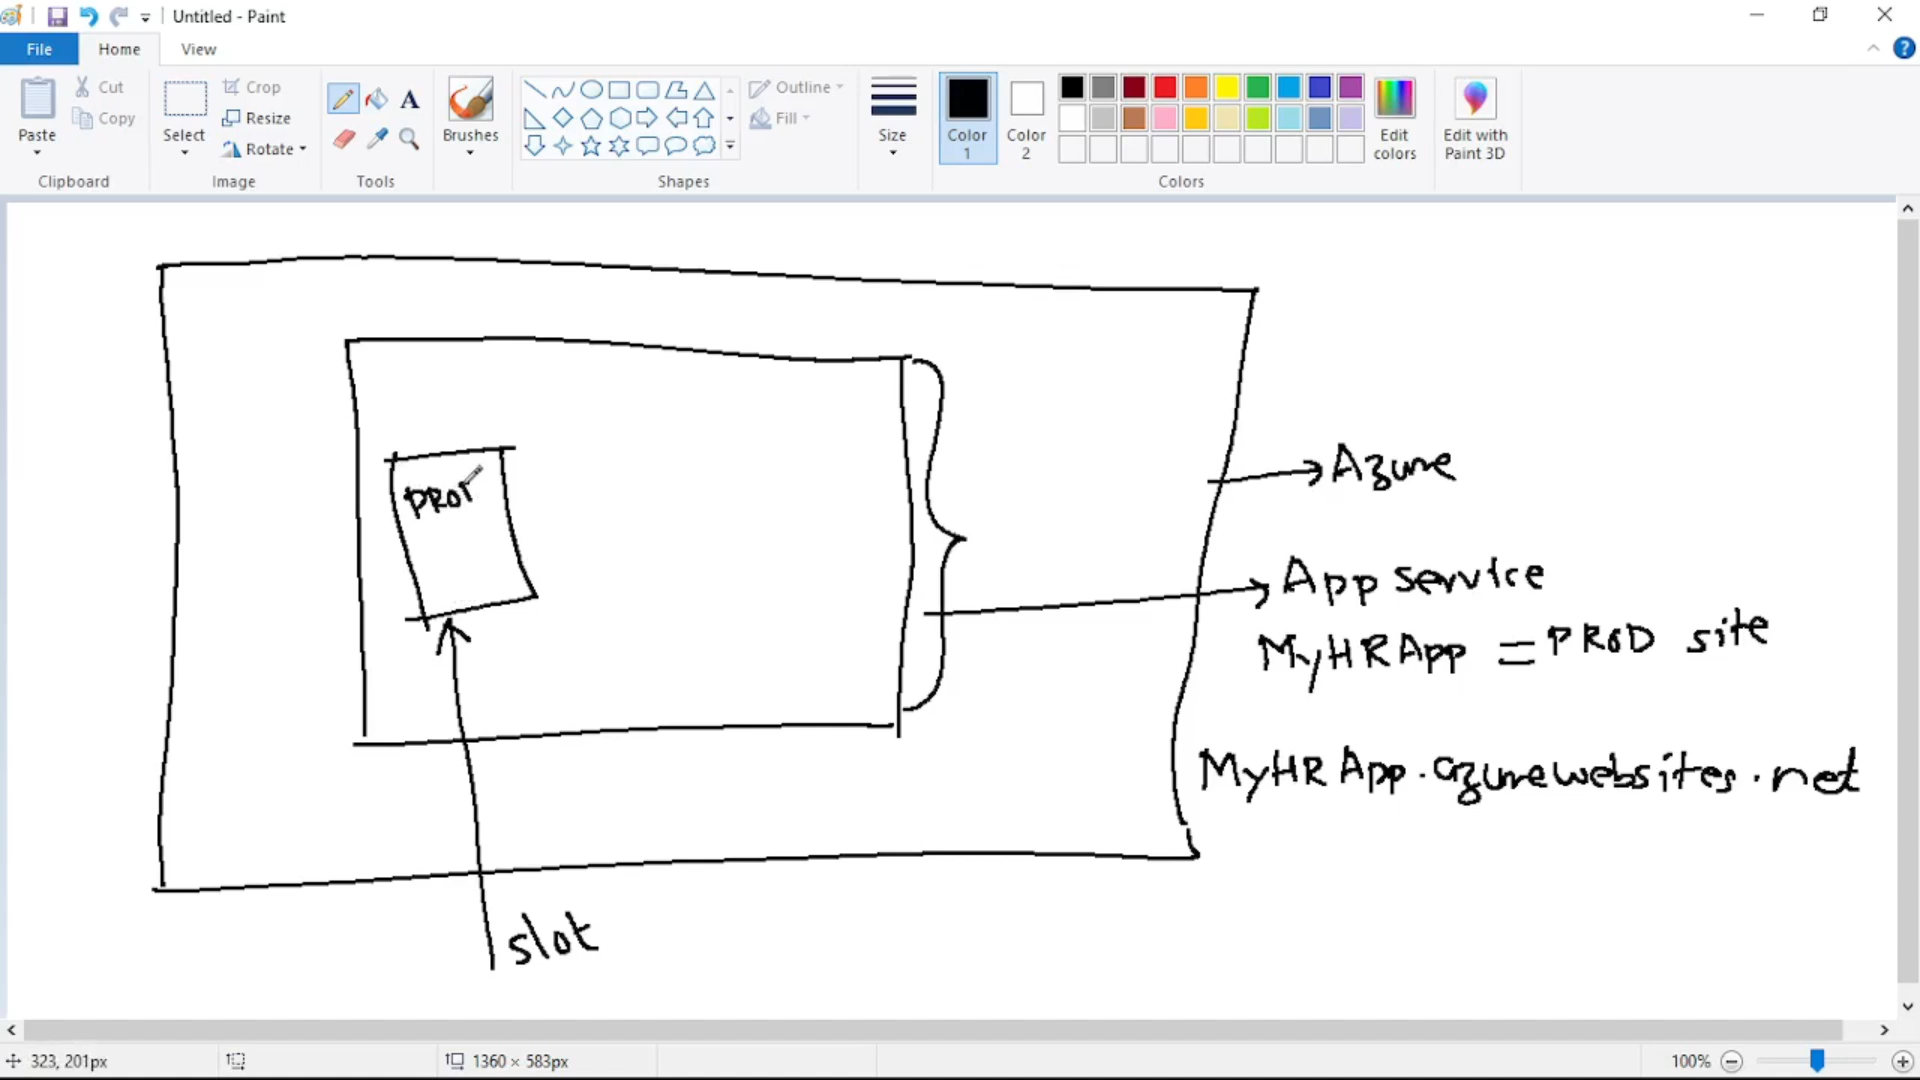 Untitled - Paint
File Home View
Cut
Copy
Paste
Clipboard
Select
Crop
Resize
Rotate
Image
A
Tools
Brushes
Shapes
Outline
Fill
Size
Color 1
Color 2
Edit colors
Colors
Edit with Paint 3D
Azure
App service
MyHRApp = PROD site
MyHRApp.azurewebsites.net
slot
323, 201px
1360 × 583px
100%